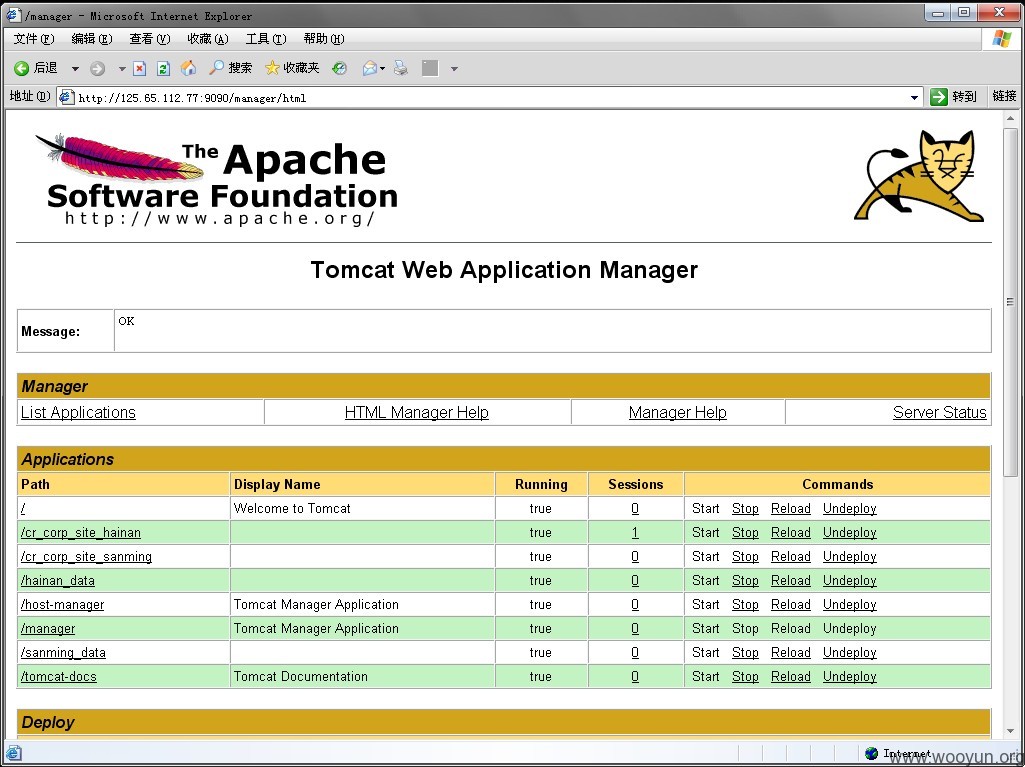 /manager - Microsoft Internet Explorer
文件(F) 编辑(E) 查看(V) 收藏(A) 工具(T) 帮助(H)
后退 搜索 收藏夹
地址(D) http://125.65.112.77:9090/manager/html 转到 链接
The Apache
Software Foundation
http://www.apache.org/
Tomcat Web Application Manager
Message: OK
Manager
List Applications HTML Manager Help Manager Help Server Status
Applications
Path Display Name Running Sessions Commands
/ Welcome to Tomcat true 0 Start Stop Reload Undeploy
/cr_corp_site_hainan true 1 Start Stop Reload Undeploy
/cr_corp_site_sanming true 0 Start Stop Reload Undeploy
/hainan_data true 0 Start Stop Reload Undeploy
/host-manager Tomcat Manager Application true 0 Start Stop Reload Undeploy
/manager Tomcat Manager Application true 0 Start Stop Reload Undeploy
/sanming_data true 0 Start Stop Reload Undeploy
/tomcat-docs Tomcat Documentation true 0 Start Stop Reload Undeploy
Deploy
Internet
www.wooyun.org